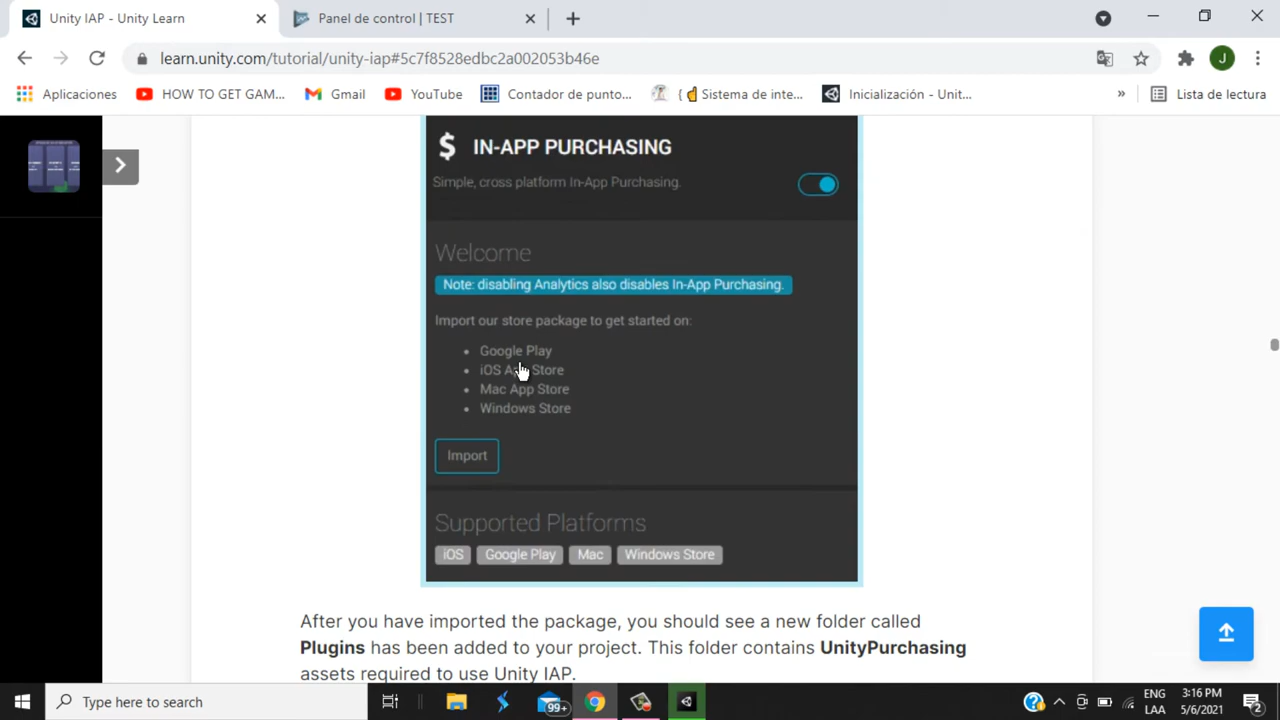 Unity IAP - Unity Learn
Panel de control | TEST
learn.unity.com/tutorial/unity-iap#5c7f8528edbc2a002053b46e
J
Aplicaciones
HOW TO GET GAM...
Gmail
YouTube
Contador de punto...
Sistema de inte...
Inicialización - Unit...
»
Lista de lectura
$ IN-APP PURCHASING
Simple, cross platform In-App Purchasing.
Welcome
Note: disabling Analytics also disables In-App Purchasing.
Import our store package to get started on:
• Google Play
• iOS App Store
• Mac App Store
• Windows Store
Import
Supported Platforms
iOS
Google Play
Mac
Windows Store
After you have imported the package, you should see a new folder called
Plugins has been added to your project. This folder contains UnityPurchasing
assets required to use Unity IAP.
Type here to search
99+
ENG
LAA
3:16 PM
5/6/2021
2